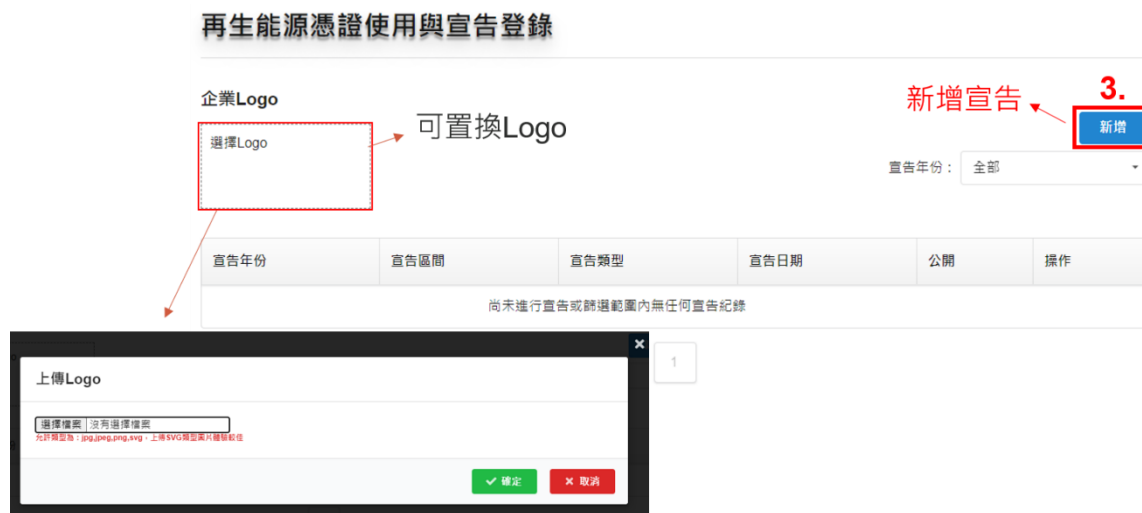 再生能源憑證使用與宣告登錄
企業Logo
選擇Logo
可置換Logo
新增宣告
3.
新增
宣告年份： 全部
宣告年份 宣告區間 宣告類型 宣告日期 公開 操作
尚未進行宣告或篩選範圍內無任何宣告紀錄
1
上傳Logo
選擇檔案 沒有選擇檔案
允許類型為：jpg,jpeg,png,svg，上傳SVG類型圖片體驗較佳
確定 取消